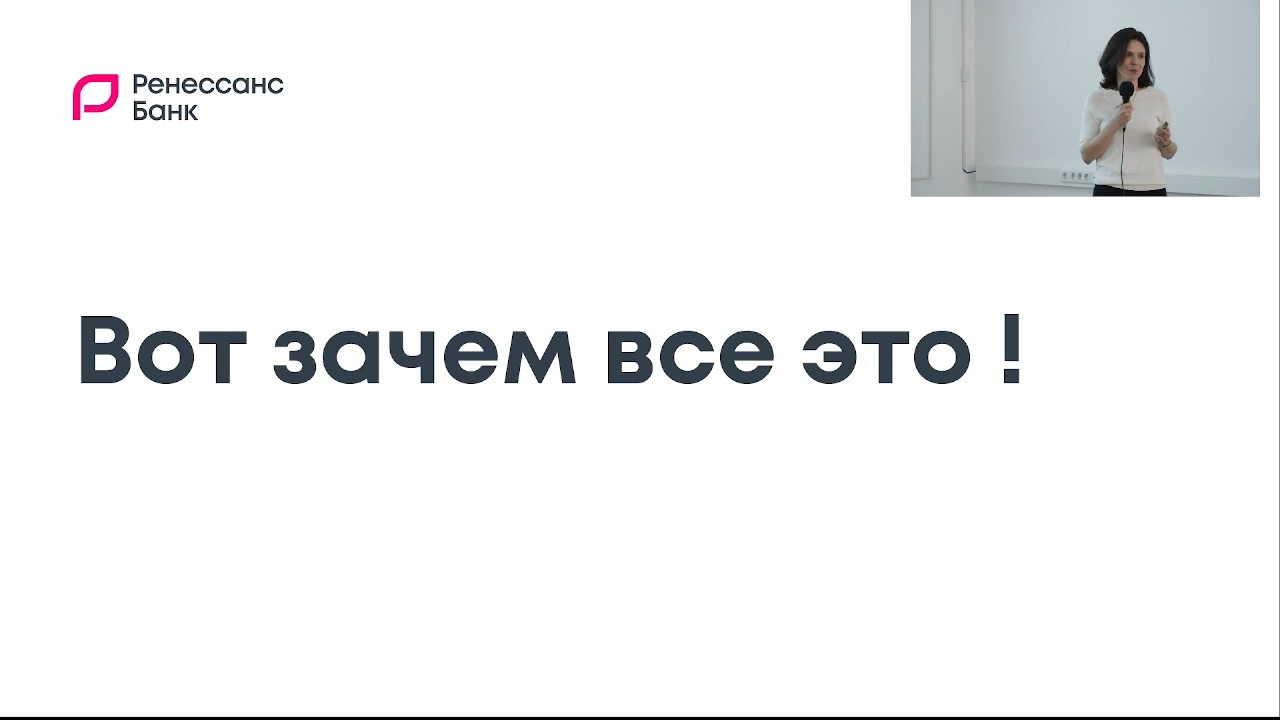 Ренессанс
Банк
Вот зачем все это !